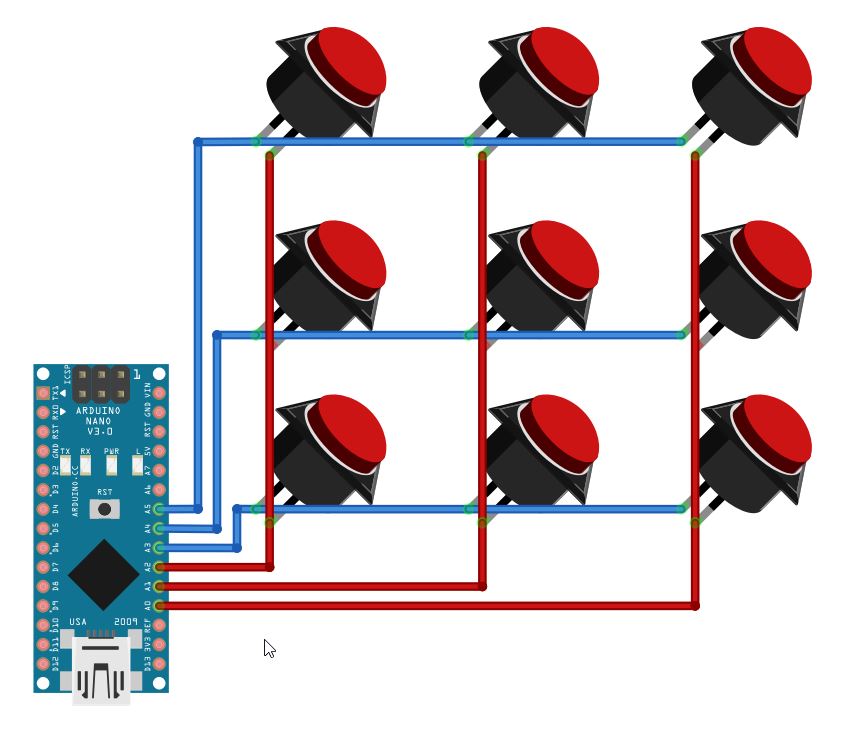 ICSP
1
TX1
RX0
RST
GND
D2
D3
D4
D5
D6
D7
D8
D9
D10
D11
D12
VIN
GND
RST
5V
A7
A6
A5
A4
A3
A2
A1
A0
REF
3V3
D13
ARDUINO
NANO
V3.0
TX RX PWR L
RST
ARDUINO.CC
USA 2009